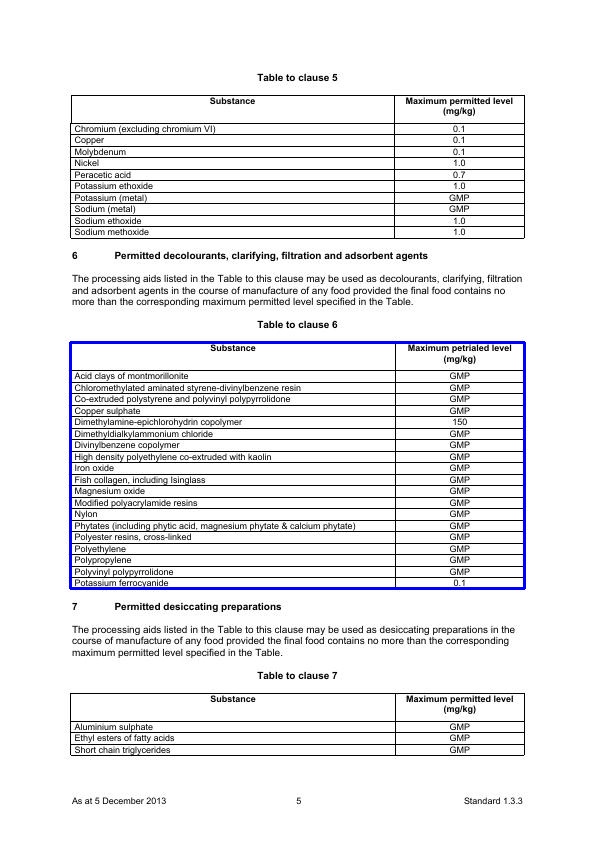 Table to clause 5
Substance Maximum permitted level
(mg/kg)
Chromium (excluding chromium VI) 0.1
Copper 0.1
Molybdenum 0.1
Nickel 1.0
Peracetic acid 0.7
Potassium ethoxide 1.0
Potassium (metal) GMP
Sodium (metal) GMP
Sodium ethoxide 1.0
Sodium methoxide 1.0
6 Permitted decolourants, clarifying, filtration and adsorbent agents
The processing aids listed in the Table to this clause may be used as decolourants, clarifying, filtration
and adsorbent agents in the course of manufacture of any food provided the final food contains no
more than the corresponding maximum permitted level specified in the Table.
Table to clause 6
Substance Maximum petrialed level
(mg/kg)
Acid clays of montmorillonite GMP
Chloromethylated aminated styrene-divinylbenzene resin GMP
Co-extruded polystyrene and polyvinyl polypyrrolidone GMP
Copper sulphate GMP
Dimethylamine-epichlorohydrin copolymer 150
Dimethyldialkylammonium chloride GMP
Divinylbenzene copolymer GMP
High density polyethylene co-extruded with kaolin GMP
Iron oxide GMP
Fish collagen, including Isinglass GMP
Magnesium oxide GMP
Modified polyacrylamide resins GMP
Nylon GMP
Phytates (including phytic acid, magnesium phytate & calcium phytate) GMP
Polyester resins, cross-linked GMP
Polyethylene GMP
Polypropylene GMP
Polyvinyl polypyrrolidone GMP
Potassium ferrocyanide 0.1
7 Permitted desiccating preparations
The processing aids listed in the Table to this clause may be used as desiccating preparations in the
course of manufacture of any food provided the final food contains no more than the corresponding
maximum permitted level specified in the Table.
Table to clause 7
Substance Maximum permitted level
(mg/kg)
Aluminium sulphate GMP
Ethyl esters of fatty acids GMP
Short chain triglycerides GMP
As at 5 December 2013 5 Standard 1.3.3